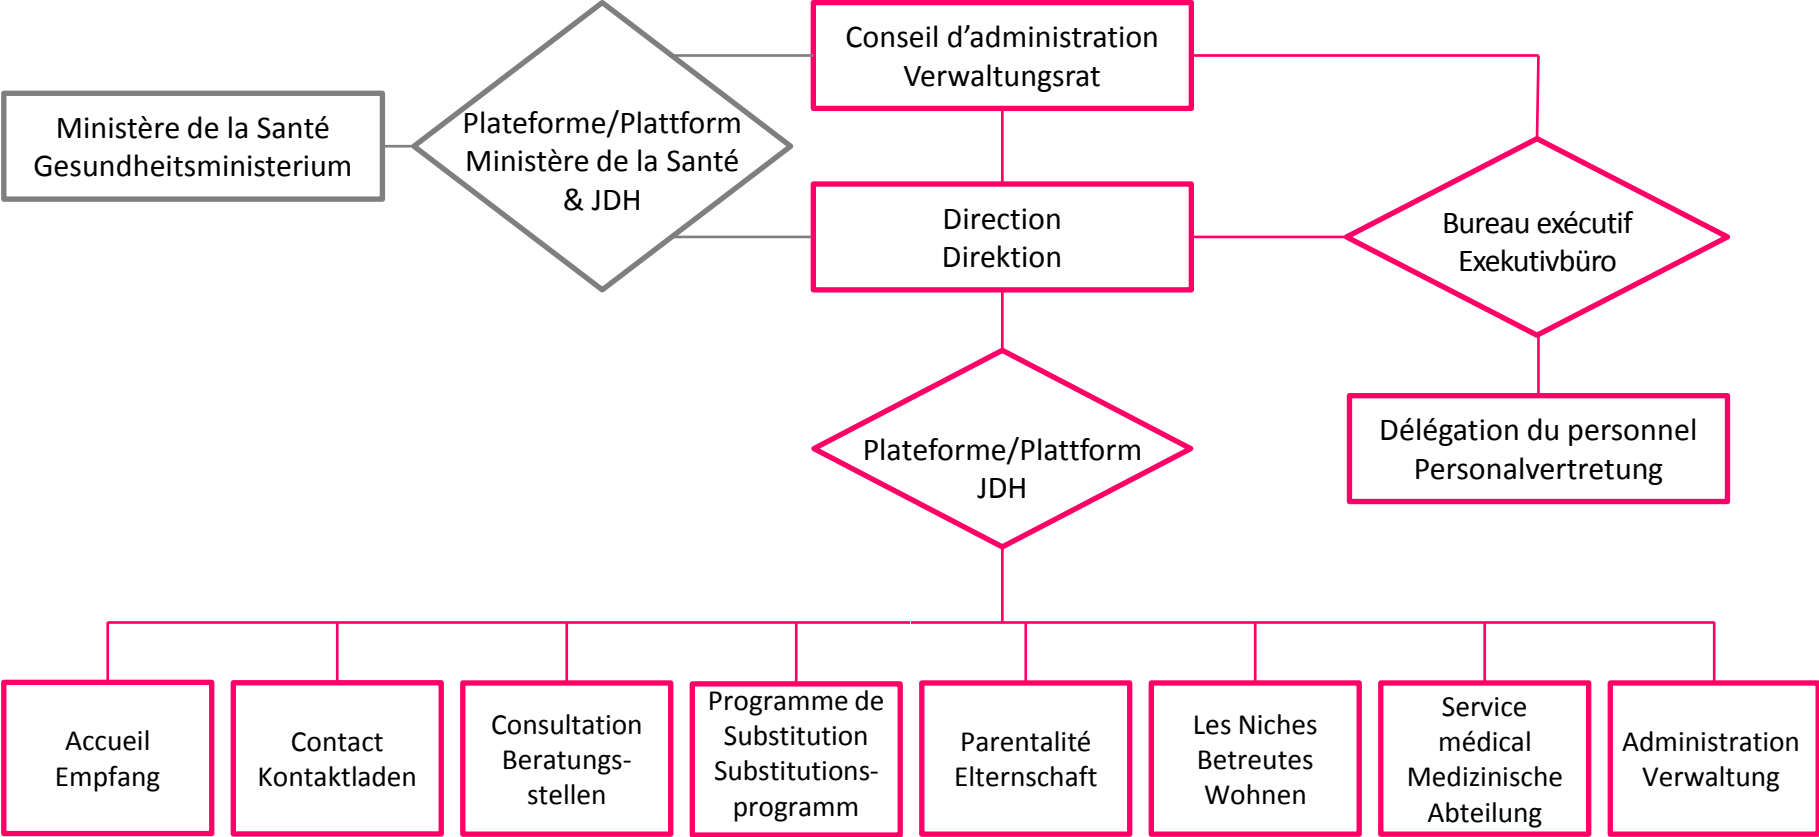 Conseil d’administration
Verwaltungsrat
Ministère de la Santé
Gesundheitsministerium
Plateforme/Plattform
Ministère de la Santé
& JDH
Direction
Direktion
Bureau exécutif
Exekutivbüro
Plateforme/Plattform
JDH
Délégation du personnel
Personalvertretung
Accueil
Empfang
Contact
Kontaktladen
Consultation
Beratungs-
stellen
Programme de
Substitution
Substitutions-
programm
Parentalité
Elternschaft
Les Niches
Betreutes
Wohnen
Service
médical
Medizinische
Abteilung
Administration
Verwaltung